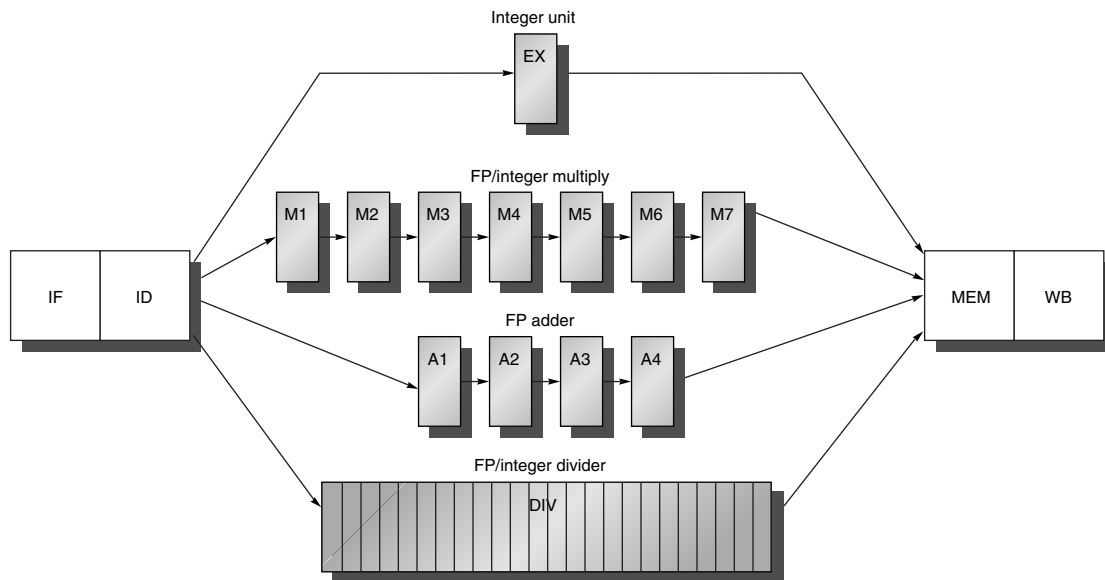 Integer unit
EX
FP/integer multiply
M1 M2 M3 M4 M5 M6 M7
IF ID MEM WB
FP adder
A1 A2 A3 A4
FP/integer divider
DIV